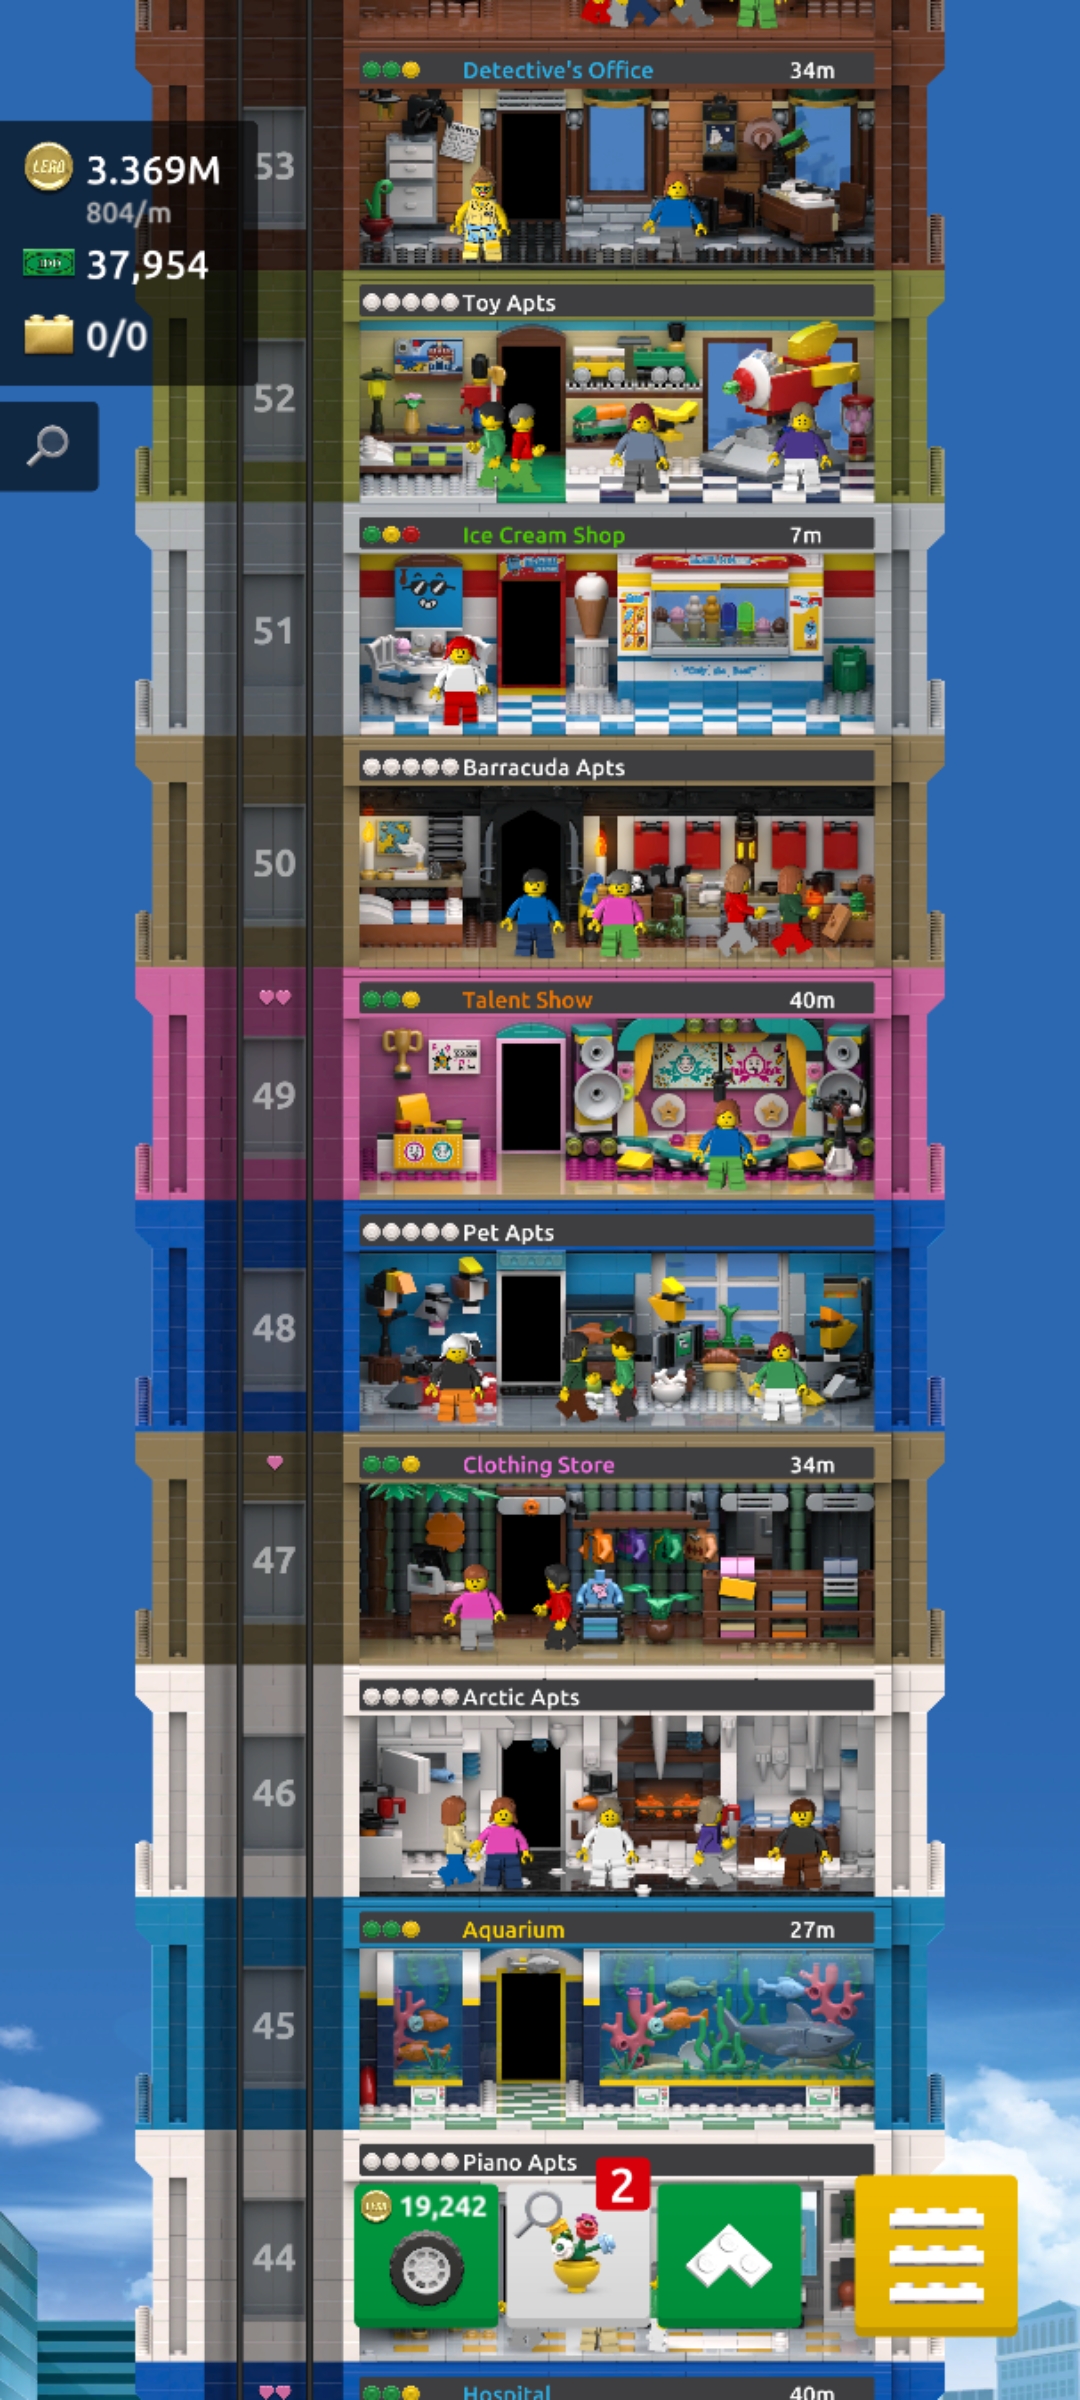 Detective's Office 34m
53
LEGO 3.369M
804/m
37,954
0/0
Toy Apts
52
Ice Cream Shop 7m
51
Barracuda Apts
50
Talent Show 40m
49
Pet Apts
48
Clothing Store 34m
47
Arctic Apts
46
Aquarium 27m
45
Piano Apts
2
19,242
44
Hospital 40m